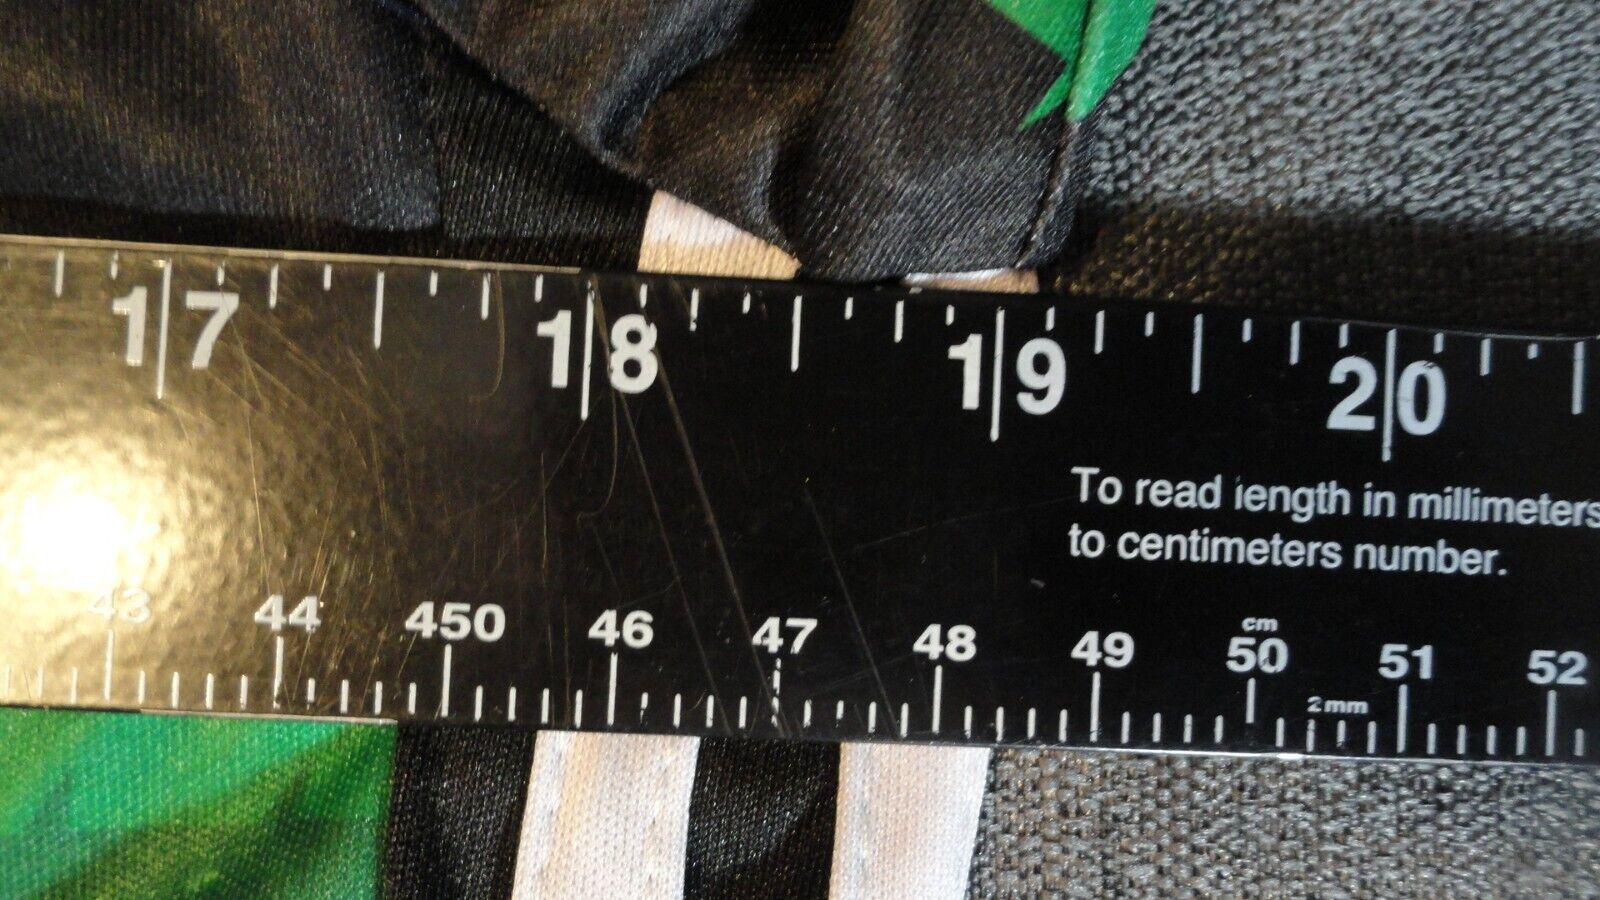 17 18 19 20
To read length in millimeters
to centimeters number.
cm
43 44 450 46 47 48 49 50 51 52
2mm